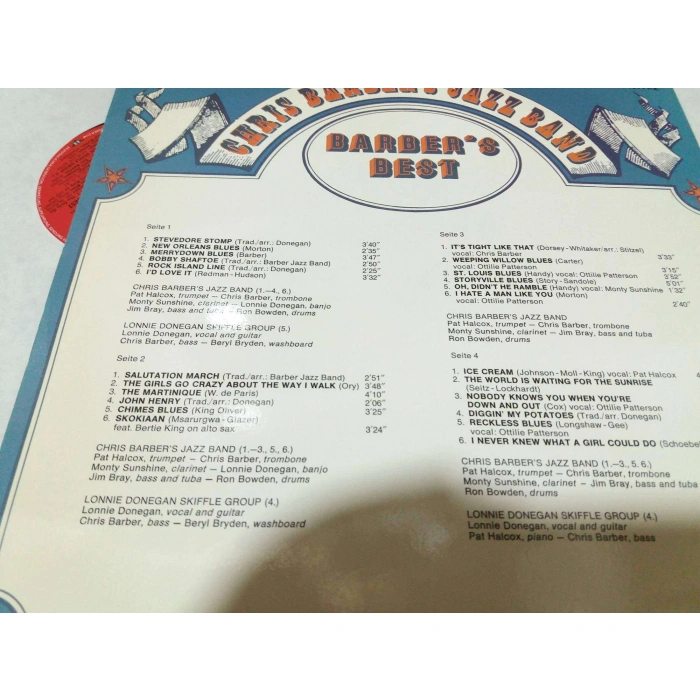 CHRIS BARBER'S JAZZ BAND
BARBER'S
BEST
Seite 1
1. STEVEDORE STOMP (Trad./arr.: Donegan) 3'40"
2. NEW ORLEANS BLUES (Morton) 2'35"
3. MERRYDOWN BLUES (Barber) 3'47"
4. BOBBY SHAFTOE (Trad./arr.: Barber Jazz Band) 2'50"
5. ROCK ISLAND LINE (Trad./arr.: Donegan) 2'25"
6. I'D LOVE IT (Redman-Hudson) 3'32"
CHRIS BARBER'S JAZZ BAND (1.–4., 6.)
Pat Halcox, trumpet – Chris Barber, trombone
Monty Sunshine, clarinet – Lonnie Donegan, banjo
Jim Bray, bass and tuba – Ron Bowden, drums
LONNIE DONEGAN SKIFFLE GROUP (5.)
Lonnie Donegan, vocal and guitar
Chris Barber, bass – Beryl Bryden, washboard
Seite 2
1. SALUTATION MARCH (Trad./arr.: Barber Jazz Band) 2'51"
2. THE GIRLS GO CRAZY ABOUT THE WAY I WALK (Ory) 3'48"
3. THE MARTINIQUE (W. de Paris) 4'10"
4. JOHN HENRY (Trad./arr.: Donegan) 2'06"
5. CHIMES BLUES (King Oliver) 3'25"
6. SKOKIAAN (Msarurgwa-Glazer)
feat. Bertie King on alto sax 3'24"
CHRIS BARBER'S JAZZ BAND (1.–3., 5., 6.)
Pat Halcox, trumpet – Chris Barber, trombone
Monty Sunshine, clarinet – Lonnie Donegan, banjo
Jim Bray, bass and tuba – Ron Bowden, drums
LONNIE DONEGAN SKIFFLE GROUP (4.)
Lonnie Donegan, vocal and guitar
Chris Barber, bass – Beryl Bryden, washboard
Seite 3
1. IT'S TIGHT LIKE THAT (Dorsey-Whitaker/arr.: Stitzel)
vocal: Chris Barber 3'33"
2. WEEPING WILLOW BLUES (Carter)
vocal: Ottilie Patterson 3'15"
3. ST. LOUIS BLUES (Handy) vocal: Ottilie Patterson 3'52"
4. STORYVILLE BLUES (Story-Sandole) 5'01"
5. OH, DIDN'T HE RAMBLE (Handy) vocal: Monty Sunshine 1'32"
6. I HATE A MAN LIKE YOU (Morton)
vocal: Ottilie Patterson 2'40"
CHRIS BARBER'S JAZZ BAND
Pat Halcox, trumpet – Chris Barber, trombone
Monty Sunshine, clarinet – Jim Bray, bass and tuba
Ron Bowden, drums
Seite 4
1. ICE CREAM (Johnson-Moll-King) vocal: Pat Halcox 4
2. THE WORLD IS WAITING FOR THE SUNRISE
(Seitz-Lockhardt)
3. NOBODY KNOWS YOU WHEN YOU'RE
DOWN AND OUT (Cox) vocal: Ottilie Patterson
4. DIGGIN' MY POTATOES (Trad./arr. Donegan)
5. RECKLESS BLUES (Longshaw-Gee)
vocal: Ottilie Patterson
6. I NEVER KNEW WHAT A GIRL COULD DO (Schoebel
CHRIS BARBER'S JAZZ BAND (1.–3., 5. 6.)
Pat Halcox, trumpet – Chris Barber, trombone
Monty Sunshine, clarinet – Jim Bray, bass and tuba
Ron Bowden, drums
LONNIE DONEGAN SKIFFLE GROUP (4.)
Lonnie Donegan, vocal and guitar
Pat Halcox, piano – Chris Barber, bass